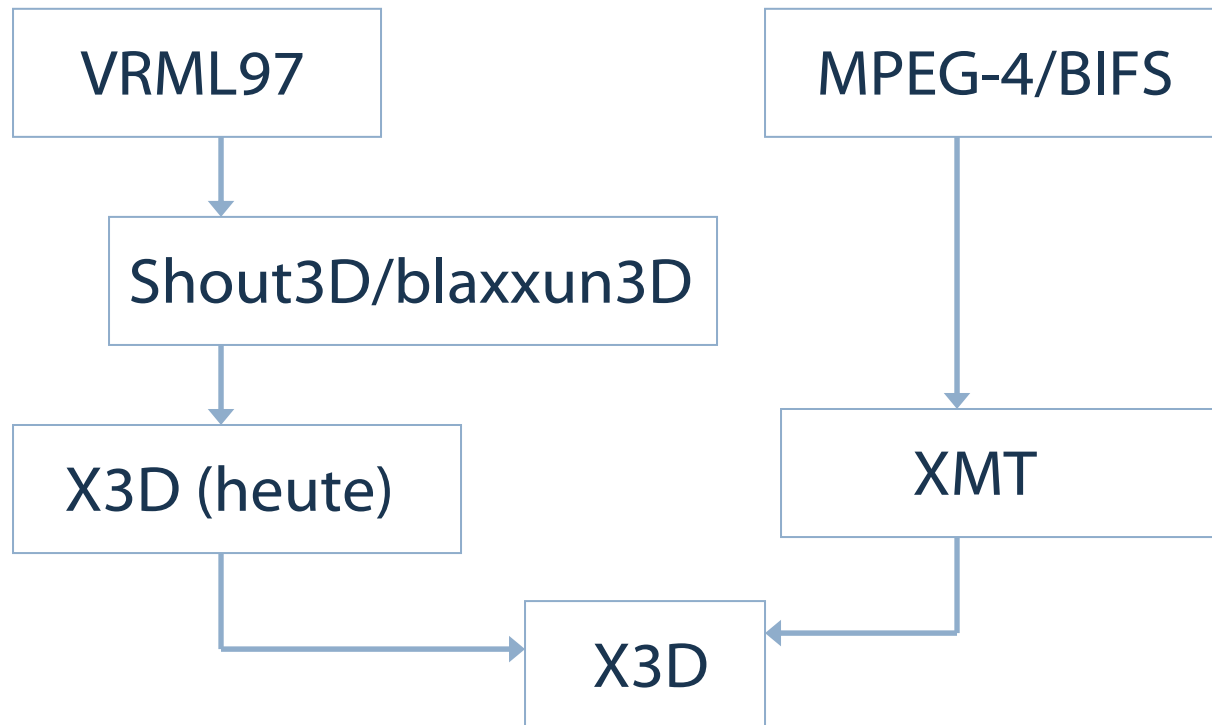 VRML97
MPEG-4/BIFS
Shout3D/blaxxun3D
X3D (heute)
XMT
X3D